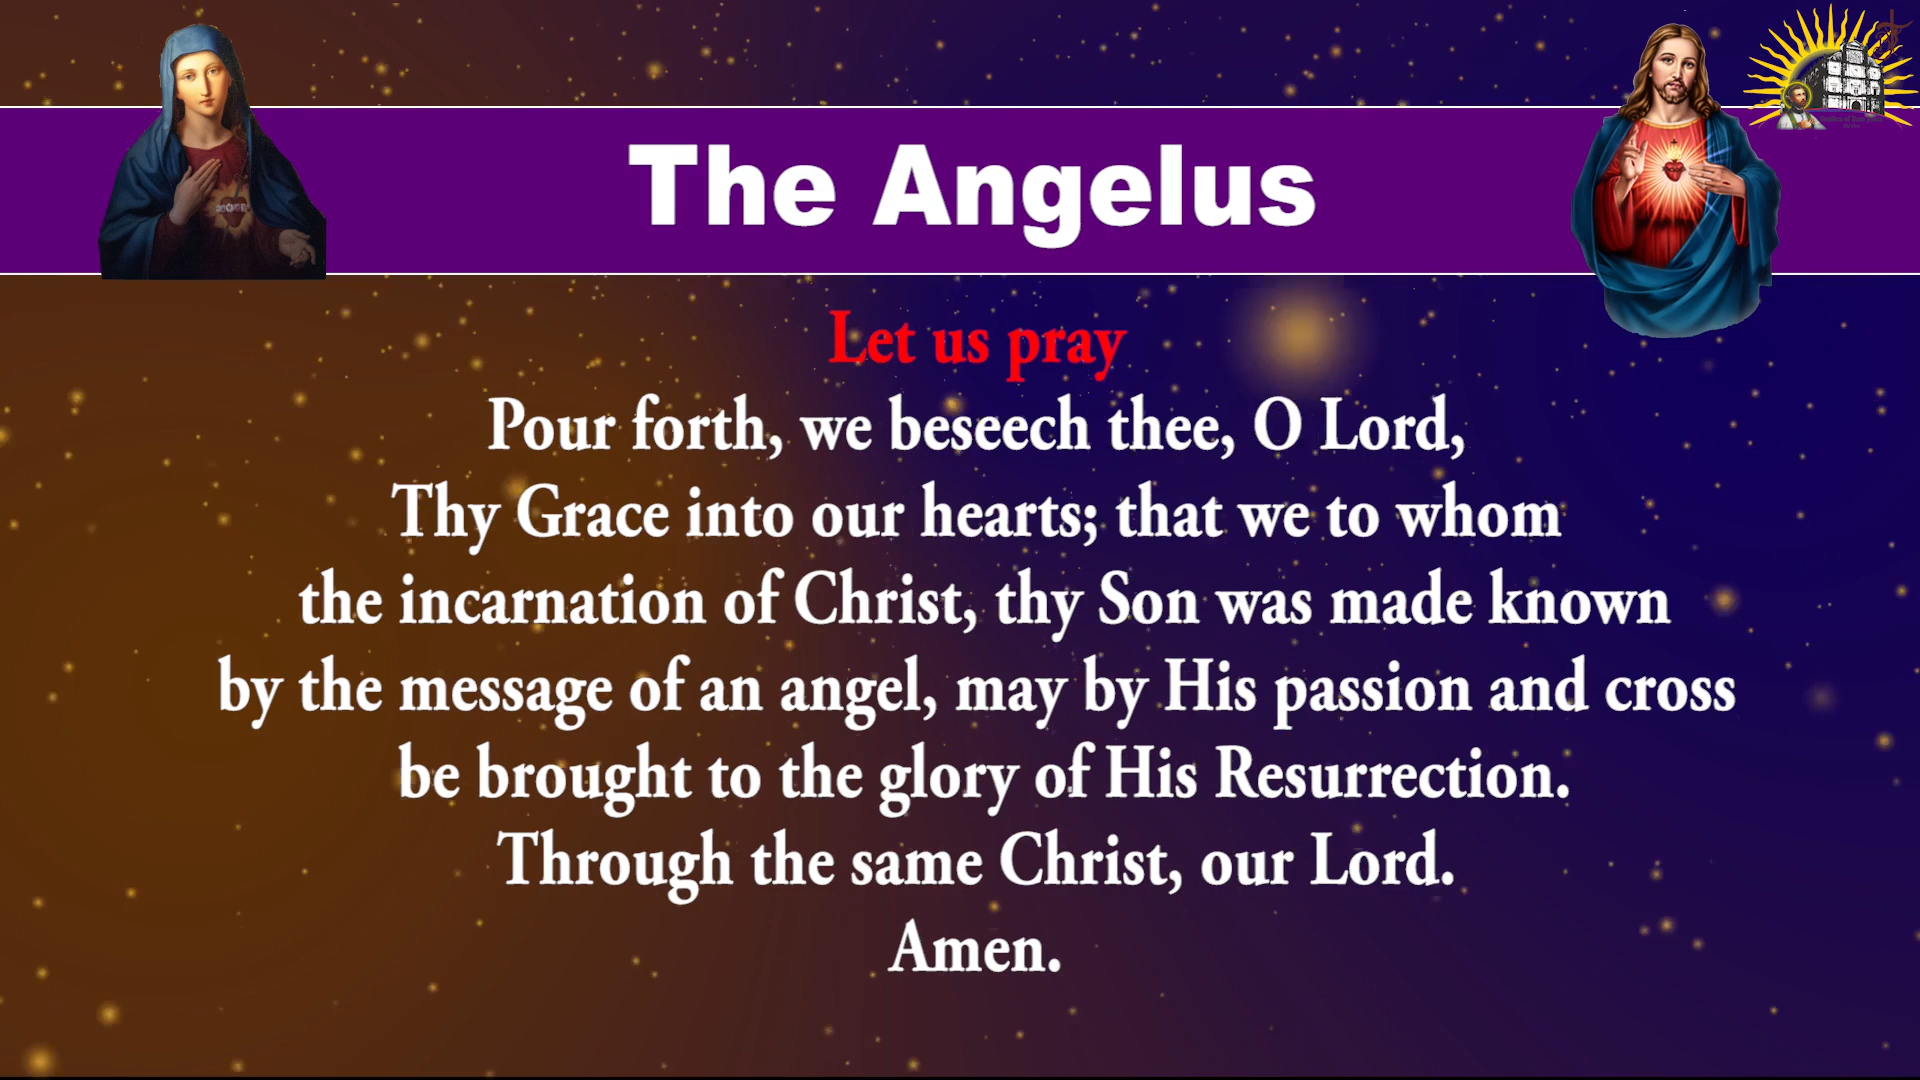 The Angelus
Let us pray
Pour forth, we beseech thee, O Lord,
Thy Grace into our hearts; that we to whom
the incarnation of Christ, thy Son was made known
by the message of an angel, may by His passion and cross
be brought to the glory of His Resurrection.
Through the same Christ, our Lord.
Amen.